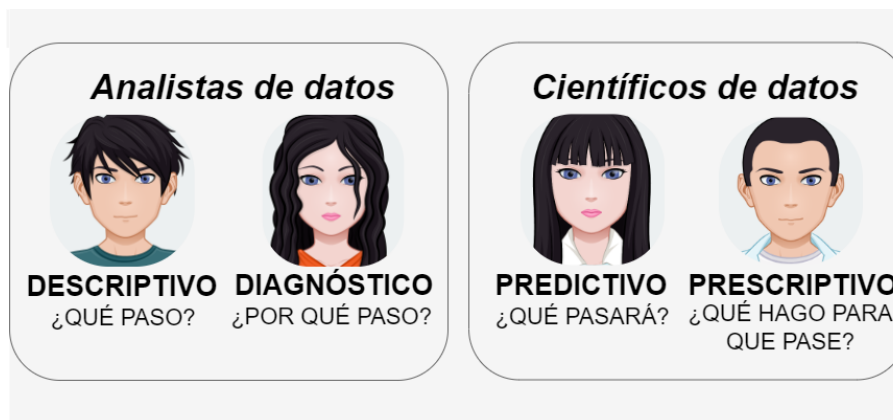 Analistas de datos
DESCRIPTIVO
¿QUÉ PASO?
DIAGNÓSTICO
¿POR QUÉ PASO?
Científicos de datos
PREDICTIVO
¿QUÉ PASARÁ?
PRESCRIPTIVO
¿QUÉ HAGO PARA
QUE PASE?